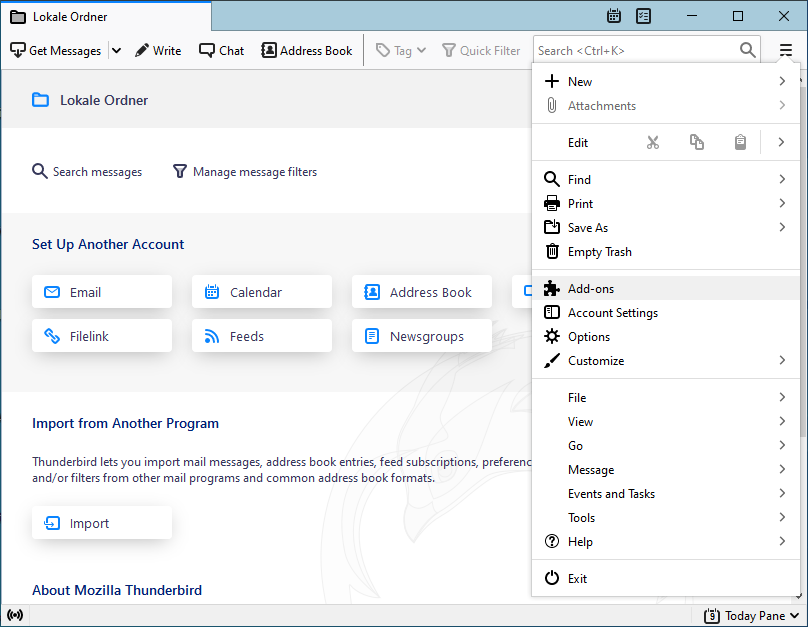 Lokale Ordner
Get Messages
Write
Chat
Address Book
Tag
Quick Filter
Search <Ctrl+K>
Lokale Ordner
Search messages
Manage message filters
Set Up Another Account
Email
Calendar
Address Book
Filelink
Feeds
Newsgroups
Import from Another Program
Thunderbird lets you import mail messages, address book entries, feed subscriptions, preferenc
and/or filters from other mail programs and common address book formats.
Import
About Mozilla Thunderbird
New
Attachments
Edit
Find
Print
Save As
Empty Trash
Add-ons
Account Settings
Options
Customize
File
View
Go
Message
Events and Tasks
Tools
Help
Exit
9
Today Pane